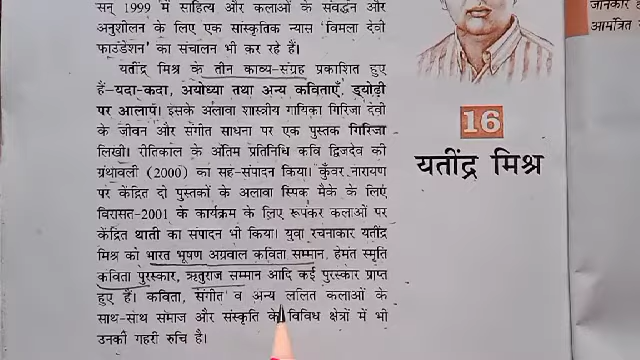 सन् 1999 में साहित्य और कलाओं के संवर्द्धन और
अनुशीलन के लिए एक सांस्कृतिक न्यास 'विमला देवी
फाउंडेशन' का संचालन भी कर रहे हैं।
यतींद्र मिश्र के तीन काव्य-संग्रह प्रकाशित हुए
हैं–यदा-कदा, अयोध्या तथा अन्य कविताएँ, ड्योढ़ी
पर आलाप। इसके अलावा शास्त्रीय गायिका गिरिजा देवी
के जीवन और संगीत साधना पर एक पुस्तक गिरिजा
लिखी। रीतिकाल के अंतिम प्रतिनिधि कवि द्विजदेव की
ग्रंथावली (2000) का सह-संपादन किया। कुँवर नारायण
पर केंद्रित दो पुस्तकों के अलावा स्पिक मैके के लिए
विरासत-2001 के कार्यक्रम के लिए रूपंकर कलाओं पर
केंद्रित थाती का संपादन भी किया। युवा रचनाकार यतींद्र
मिश्र को भारत भूषण अग्रवाल कविता सम्मान, हेमंत स्मृति
कविता पुरस्कार, ऋतुराज सम्मान आदि कई पुरस्कार प्राप्त
हुए हैं। कविता, संगीत व अन्य ललित कलाओं के
साथ-साथ समाज और संस्कृति के विविध क्षेत्रों में भी
उनकी गहरी रुचि है।
16
यतींद्र मिश्र
जानकार
आमंत्रित